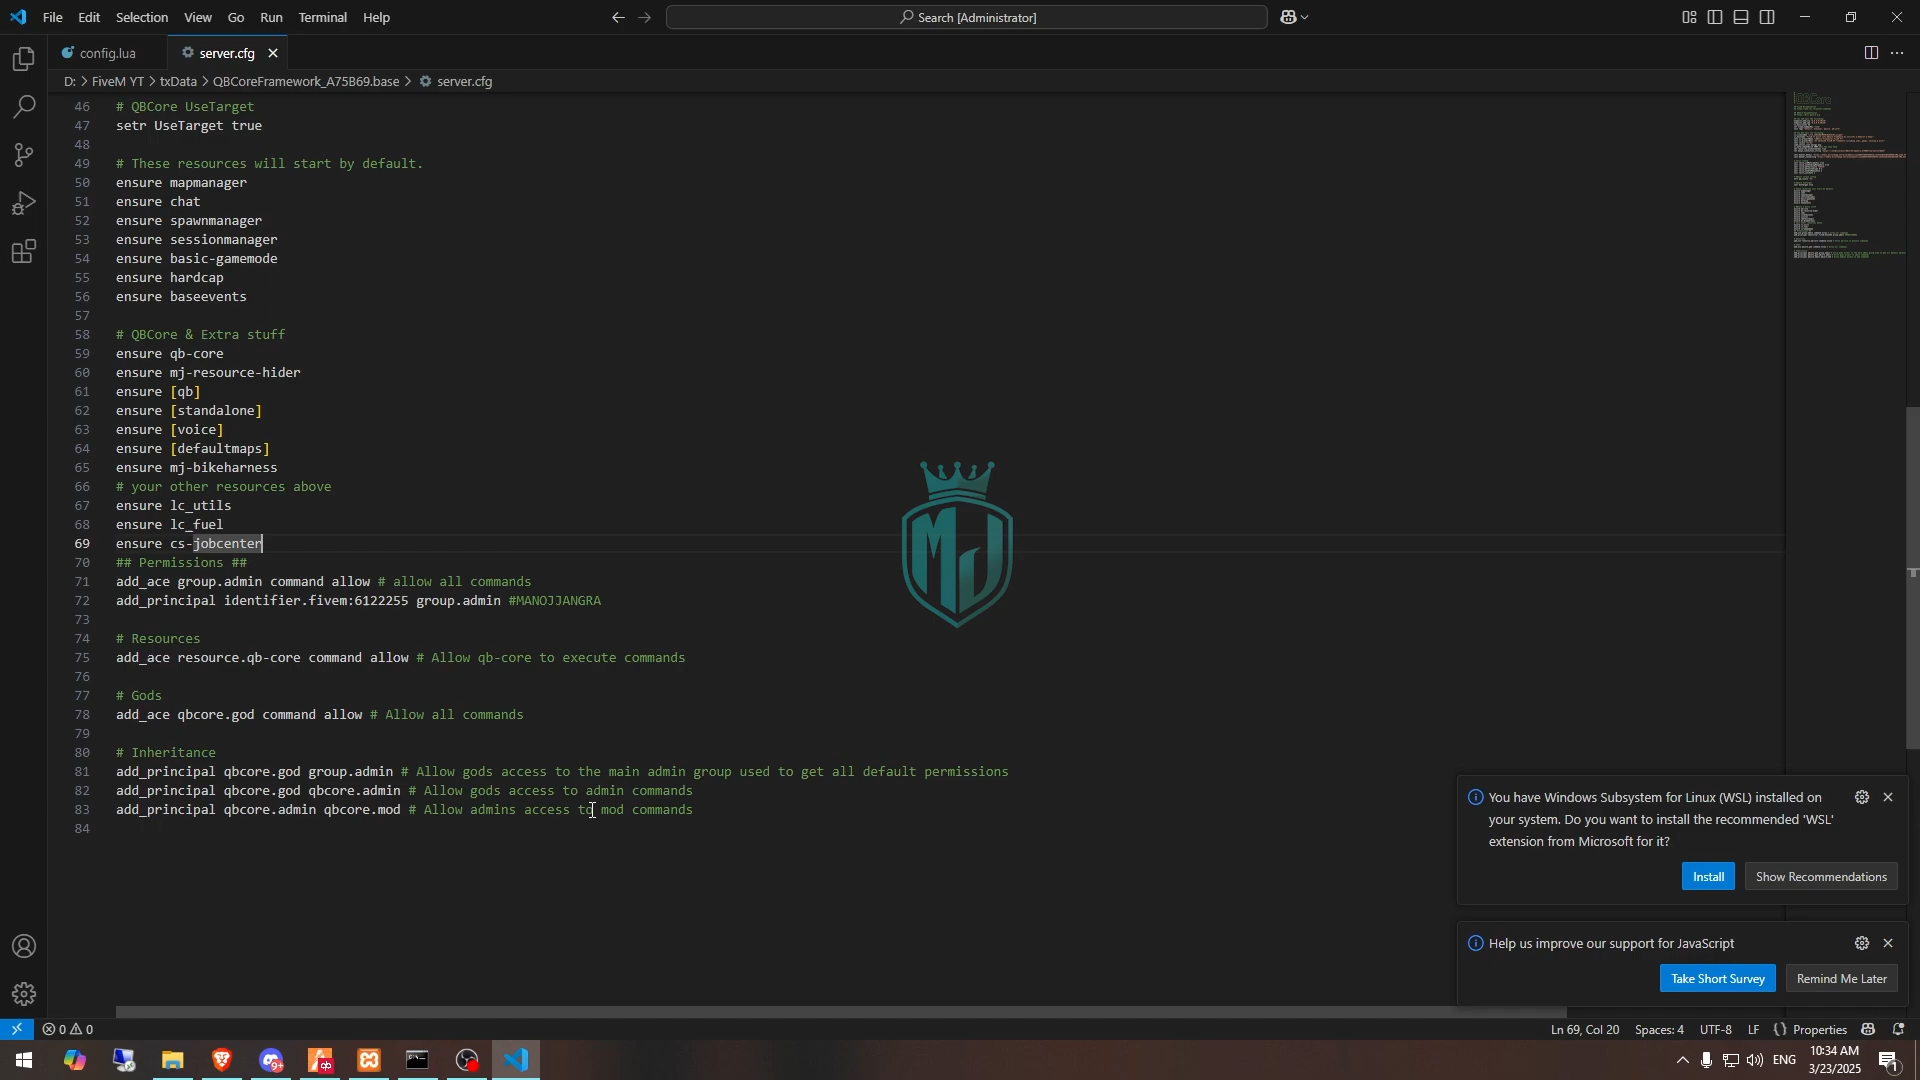 File Edit Selection View Go Run Terminal Help
Search [Administrator]
config.lua
server.cfg
D: > FiveM YT > txData > QBCoreFramework_A75B69.base > server.cfg
46 # QBCore UseTarget
47 setr UseTarget true
48
49 # These resources will start by default.
50 ensure mapmanager
51 ensure chat
52 ensure spawnmanager
53 ensure sessionmanager
54 ensure basic-gamemode
55 ensure hardcap
56 ensure baseevents
57
58 # QBCore & Extra stuff
59 ensure qb-core
60 ensure mj-resource-hider
61 ensure [qb]
62 ensure [standalone]
63 ensure [voice]
64 ensure [defaultmaps]
65 ensure mj-bikeharness
66 # your other resources above
67 ensure lc_utils
68 ensure lc_fuel
69 ensure cs-jobcenter
70 ## Permissions ##
71 add_ace group.admin command allow # allow all commands
72 add_principal identifier.fivem:6122255 group.admin #MANOJJANGRA
73
74 # Resources
75 add_ace resource.qb-core command allow # Allow qb-core to execute commands
76
77 # Gods
78 add_ace qbcore.god command allow # Allow all commands
79
80 # Inheritance
81 add_principal qbcore.god group.admin # Allow gods access to the main admin group used to get all default permissions
82 add_principal qbcore.god qbcore.admin # Allow gods access to admin commands
83 add_principal qbcore.admin qbcore.mod # Allow admins access to mod commands
84
MJ
You have Windows Subsystem for Linux (WSL) installed on
your system. Do you want to install the recommended 'WSL'
extension from Microsoft for it?
Install
Show Recommendations
Help us improve our support for JavaScript
Take Short Survey
Remind Me Later
0 0
Ln 69, Col 20 Spaces: 4 UTF-8 LF {} Properties
9+
qb
ENG
10:34 AM
3/23/2025
1